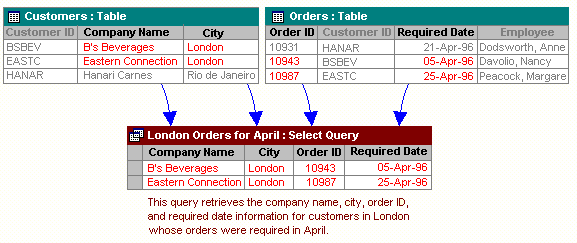 Customers : Table
Customer ID Company Name City
BSBEV B's Beverages London
EASTC Eastern Connection London
HANAR Hanari Carnes Rio de Janeiro
Orders : Table
Order ID Customer ID Required Date Employee
10931 HANAR 21-Apr-96 Dodsworth, Anne
10943 BSBEV 05-Apr-96 Davolio, Nancy
10987 EASTC 25-Apr-96 Peacock, Margare
London Orders for April : Select Query
Company Name City Order ID Required Date
B's Beverages London 10943 05-Apr-96
Eastern Connection London 10987 25-Apr-96
This query retrieves the company name, city, order ID,
and required date information for customers in London
whose orders were required in April.